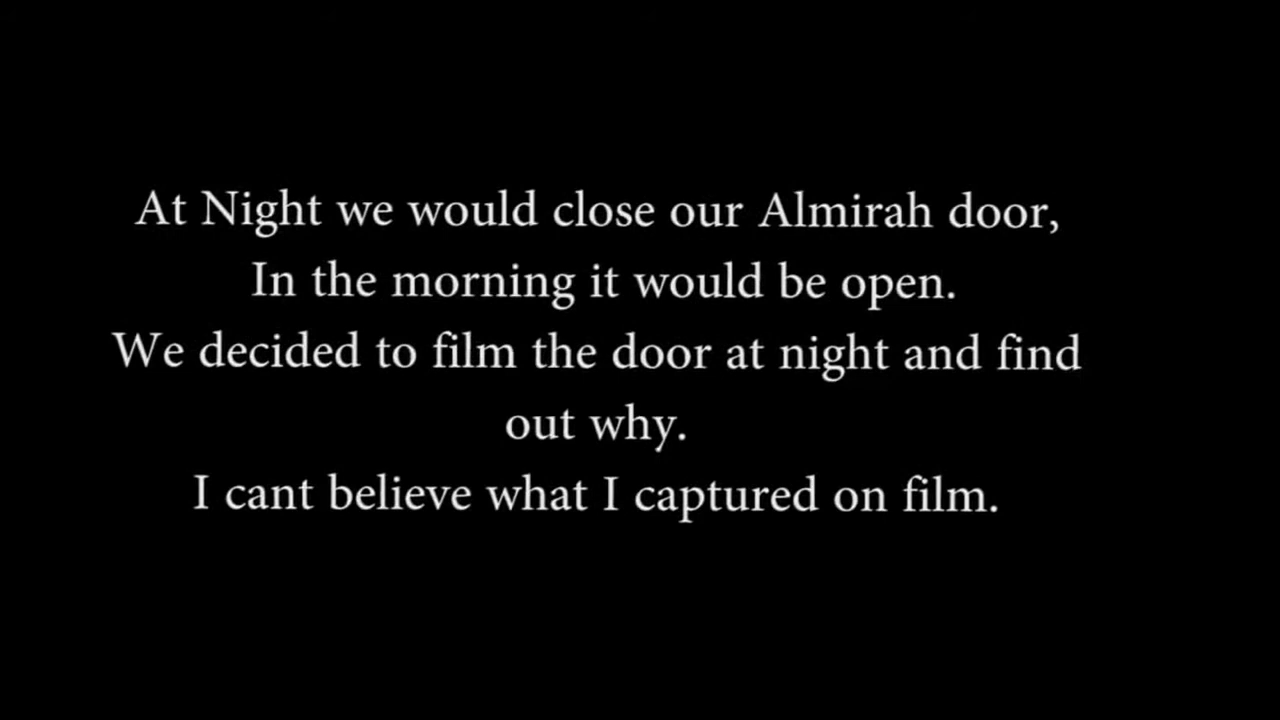 At Night we would close our Almirah door,
In the morning it would be open.
We decided to film the door at night and find
out why.
I cant believe what I captured on film.